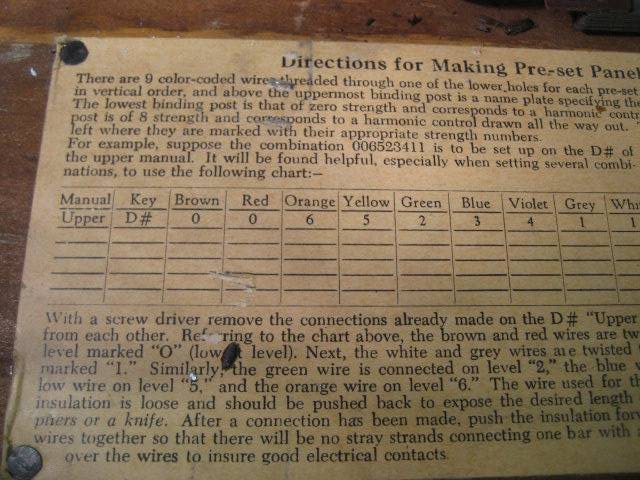 Directions for Making Pre-set Panel
There are 9 color-coded wires threaded through one of the lower holes for each pre-set
in vertical order, and above the uppermost binding post is a name plate specifying the
The lowest binding post is that of zero strength and corresponds to a harmonic
post is of 8 strength and corresponds to a harmonic control drawn all the way out.
left where they are marked with their appropriate strength numbers.
For example, suppose the combination 006523411 is to be set up on the D# of
the upper manual. It will be found helpful, especially when setting several combi-
nations, to use the following chart:—
Manual Key Brown Red Orange Yellow Green Blue Violet Grey
Upper D# 0 0 6 5 2 3 4 1 1
With a screw driver remove the connections already made on the D# "Upper
from each other. Referring to the chart above, the brown and red wires are tw
level marked "O" (lowest level). Next, the white and grey wires are twisted
marked "1." Similarly, the green wire is connected on level "2," the blue
low wire on level "5," and the orange wire on level "6." The wire used for th
insulation is loose and should be pushed back to expose the desired length
pliers or a knife. After a connection has been made, push the insulation forw
wires together so that there will be no stray strands connecting one bar with
over the wires to insure good electrical contacts.